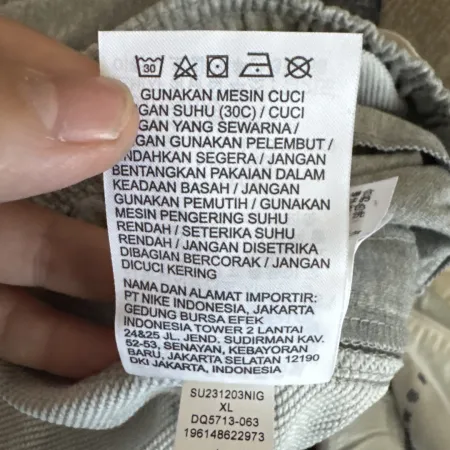 30
GUNAKAN MESIN CUCI
GAN SUHU (30C) / CUCI
GAN YANG SEWARNA /
GAN GUNAKAN PELEMBUT /
NDAHKAN SEGERA / JANGAN
BENTANGKAN PAKAIAN DALAM
KEADAAN BASAH / JANGAN
GUNAKAN PEMUTIH / GUNAKAN
MESIN PENGERING SUHU
RENDAH / SETERIKA SUHU
RENDAH / JANGAN DISETRIKA
DIBAGIAN BERCORAK / JANGAN
DICUCI KERING
NAMA DAN ALAMAT IMPORTIR:
PT NIKE INDONESIA, JAKARTA
GEDUNG BURSA EFEK
INDONESIA TOWER 2 LANTAI
24&25 JL. JEND. SUDIRMAN KAV.
52-53, SENAYAN, KEBAYORAN
BARU, JAKARTA SELATAN 12190
DKI JAKARTA, INDONESIA
SU231203NIG
XL
DQ5713-063
196148622973